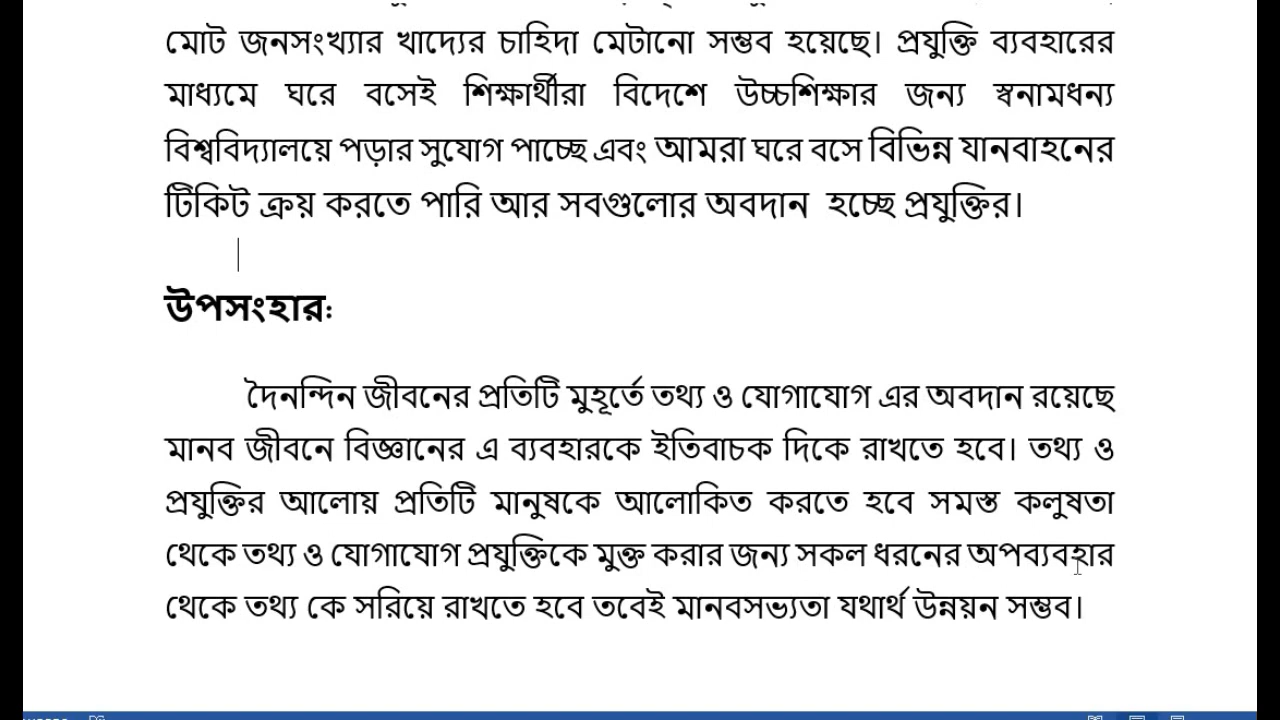 মোট জনসংখ্যার খাদ্যের চাহিদা মেটানো সম্ভব হয়েছে। প্রযুক্তি ব্যবহারের
মাধ্যমে ঘরে বসেই শিক্ষার্থীরা বিদেশে উচ্চশিক্ষার জন্য স্বনামধন্য
বিশ্ববিদ্যালয়ে পড়ার সুযোগ পাচ্ছে এবং আমরা ঘরে বসে বিভিন্ন যানবাহনের
টিকিট ক্রয় করতে পারি আর সবগুলোর অবদান হচ্ছে প্রযুক্তির।
উপসংহার:
দৈনন্দিন জীবনের প্রতিটি মুহূর্তে তথ্য ও যোগাযোগ এর অবদান রয়েছে
মানব জীবনে বিজ্ঞানের এ ব্যবহারকে ইতিবাচক দিকে রাখতে হবে। তথ্য ও
প্রযুক্তির আলোয় প্রতিটি মানুষকে আলোকিত করতে হবে সমস্ত কলুষতা
থেকে তথ্য ও যোগাযোগ প্রযুক্তিকে মুক্ত করার জন্য সকল ধরনের অপব্যবহার
থেকে তথ্য কে সরিয়ে রাখতে হবে তবেই মানবসভ্যতা যথার্থ উন্নয়ন সম্ভব।